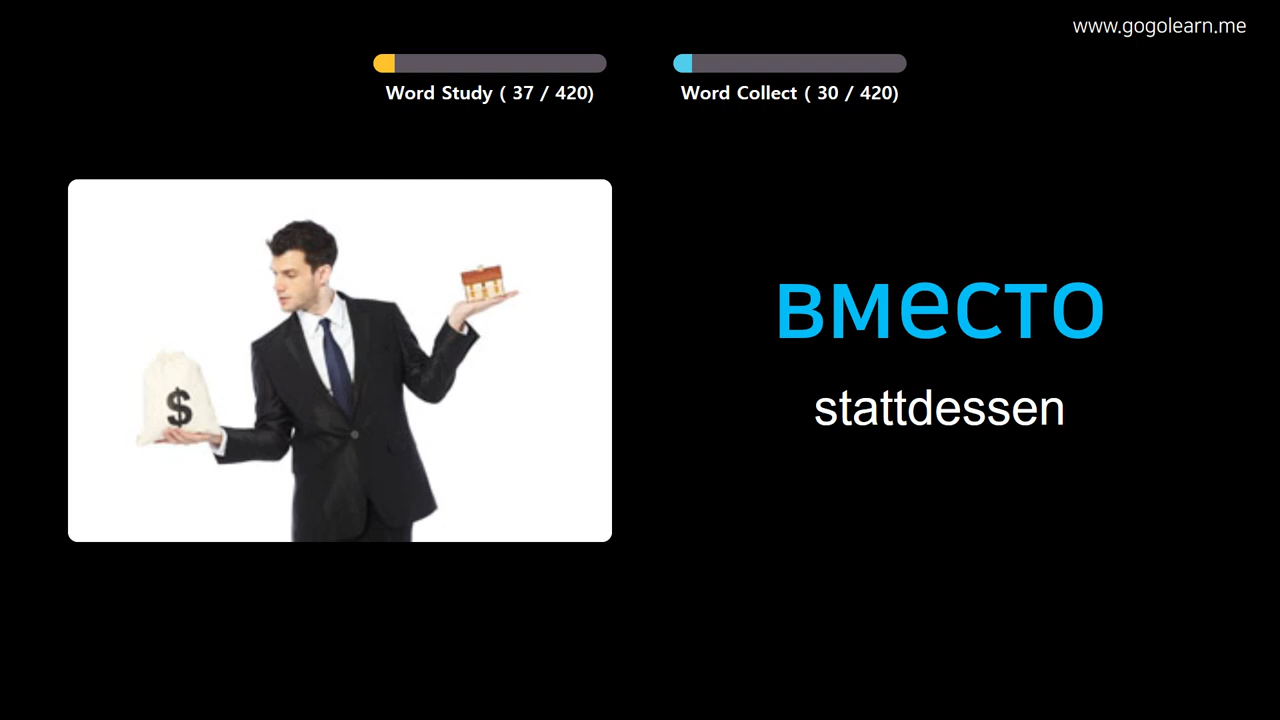 www.gogolearn.me
Word Study ( 37 / 420)
Word Collect ( 30 / 420)
$
вместо
stattdessen